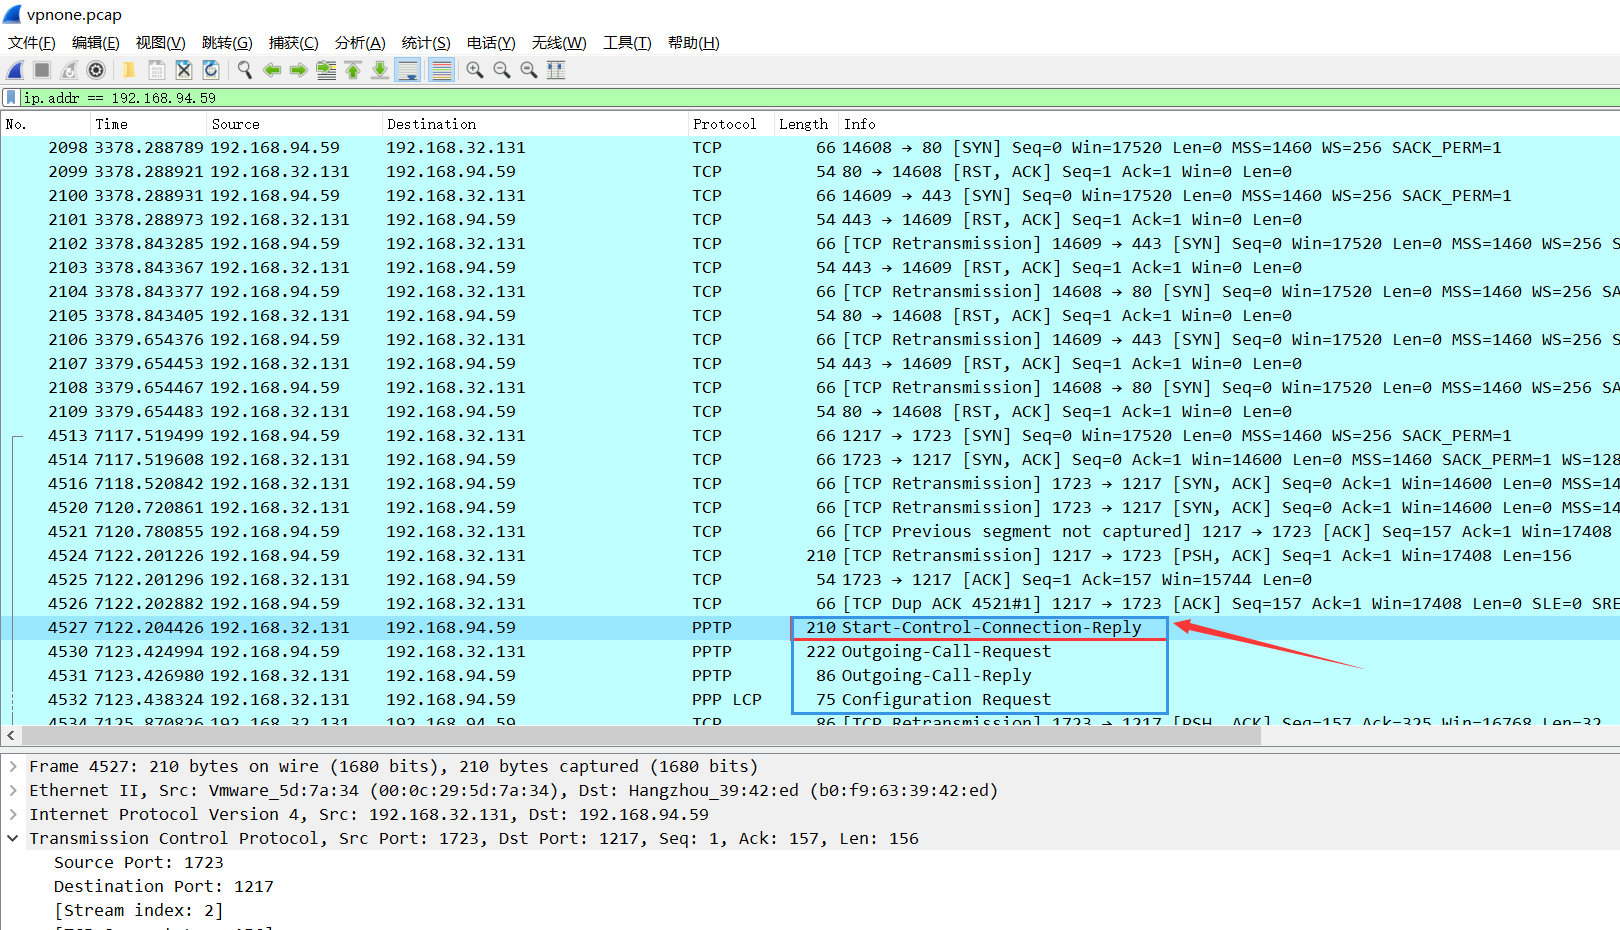 vpnone.pcap
文件(F) 编辑(E) 视图(V) 跳转(G) 捕获(C) 分析(A) 统计(S) 电话(Y) 无线(W) 工具(T) 帮助(H)
ip.addr == 192.168.94.59
No. Time Source Destination Protocol Length Info
2098 3378.288789 192.168.94.59 192.168.32.131 TCP 66 14608 → 80 [SYN] Seq=0 Win=17520 Len=0 MSS=1460 WS=256 SACK_PERM=1
2099 3378.288921 192.168.32.131 192.168.94.59 TCP 54 80 → 14608 [RST, ACK] Seq=1 Ack=1 Win=0 Len=0
2100 3378.288931 192.168.94.59 192.168.32.131 TCP 66 14609 → 443 [SYN] Seq=0 Win=17520 Len=0 MSS=1460 WS=256 SACK_PERM=1
2101 3378.288973 192.168.32.131 192.168.94.59 TCP 54 443 → 14609 [RST, ACK] Seq=1 Ack=1 Win=0 Len=0
2102 3378.843285 192.168.94.59 192.168.32.131 TCP 66 [TCP Retransmission] 14609 → 443 [SYN] Seq=0 Win=17520 Len=0 MSS=1460 WS=256 S
2103 3378.843367 192.168.32.131 192.168.94.59 TCP 54 443 → 14609 [RST, ACK] Seq=1 Ack=1 Win=0 Len=0
2104 3378.843377 192.168.94.59 192.168.32.131 TCP 66 [TCP Retransmission] 14608 → 80 [SYN] Seq=0 Win=17520 Len=0 MSS=1460 WS=256 SA
2105 3378.843405 192.168.32.131 192.168.94.59 TCP 54 80 → 14608 [RST, ACK] Seq=1 Ack=1 Win=0 Len=0
2106 3379.654376 192.168.94.59 192.168.32.131 TCP 66 [TCP Retransmission] 14609 → 443 [SYN] Seq=0 Win=17520 Len=0 MSS=1460 WS=256 S
2107 3379.654453 192.168.32.131 192.168.94.59 TCP 54 443 → 14609 [RST, ACK] Seq=1 Ack=1 Win=0 Len=0
2108 3379.654467 192.168.94.59 192.168.32.131 TCP 66 [TCP Retransmission] 14608 → 80 [SYN] Seq=0 Win=17520 Len=0 MSS=1460 WS=256 SA
2109 3379.654483 192.168.32.131 192.168.94.59 TCP 54 80 → 14608 [RST, ACK] Seq=1 Ack=1 Win=0 Len=0
4513 7117.519499 192.168.94.59 192.168.32.131 TCP 66 1217 → 1723 [SYN] Seq=0 Win=17520 Len=0 MSS=1460 WS=256 SACK_PERM=1
4514 7117.519608 192.168.32.131 192.168.94.59 TCP 66 1723 → 1217 [SYN, ACK] Seq=0 Ack=1 Win=14600 Len=0 MSS=1460 SACK_PERM=1 WS=128
4516 7118.520842 192.168.32.131 192.168.94.59 TCP 66 [TCP Retransmission] 1723 → 1217 [SYN, ACK] Seq=0 Ack=1 Win=14600 Len=0 MSS=14
4520 7120.720861 192.168.32.131 192.168.94.59 TCP 66 [TCP Retransmission] 1723 → 1217 [SYN, ACK] Seq=0 Ack=1 Win=14600 Len=0 MSS=14
4521 7120.780855 192.168.94.59 192.168.32.131 TCP 66 [TCP Previous segment not captured] 1217 → 1723 [ACK] Seq=157 Ack=1 Win=17408
4524 7122.201226 192.168.94.59 192.168.32.131 TCP 210 [TCP Retransmission] 1217 → 1723 [PSH, ACK] Seq=1 Ack=1 Win=17408 Len=156
4525 7122.201296 192.168.32.131 192.168.94.59 TCP 54 1723 → 1217 [ACK] Seq=1 Ack=157 Win=15744 Len=0
4526 7122.202882 192.168.94.59 192.168.32.131 TCP 66 [TCP Dup ACK 4521#1] 1217 → 1723 [ACK] Seq=157 Ack=1 Win=17408 Len=0 SLE=0 SRE
4527 7122.204426 192.168.32.131 192.168.94.59 PPTP 210 Start-Control-Connection-Reply
4530 7123.424994 192.168.94.59 192.168.32.131 PPTP 222 Outgoing-Call-Request
4531 7123.426980 192.168.32.131 192.168.94.59 PPTP 86 Outgoing-Call-Reply
4532 7123.438324 192.168.32.131 192.168.94.59 PPP LCP 75 Configuration Request
4534 7125.870826 192.168.32.131 192.168.94.59 TCP 86 [TCP Retransmission] 1723 → 1217 [PSH, ACK] Seq=157 Ack=325 Win=16768 Len=32
Frame 4527: 210 bytes on wire (1680 bits), 210 bytes captured (1680 bits)
Ethernet II, Src: Vmware_5d:7a:34 (00:0c:29:5d:7a:34), Dst: Hangzhou_39:42:ed (b0:f9:63:39:42:ed)
Internet Protocol Version 4, Src: 192.168.32.131, Dst: 192.168.94.59
Transmission Control Protocol, Src Port: 1723, Dst Port: 1217, Seq: 1, Ack: 157, Len: 156
Source Port: 1723
Destination Port: 1217
[Stream index: 2]